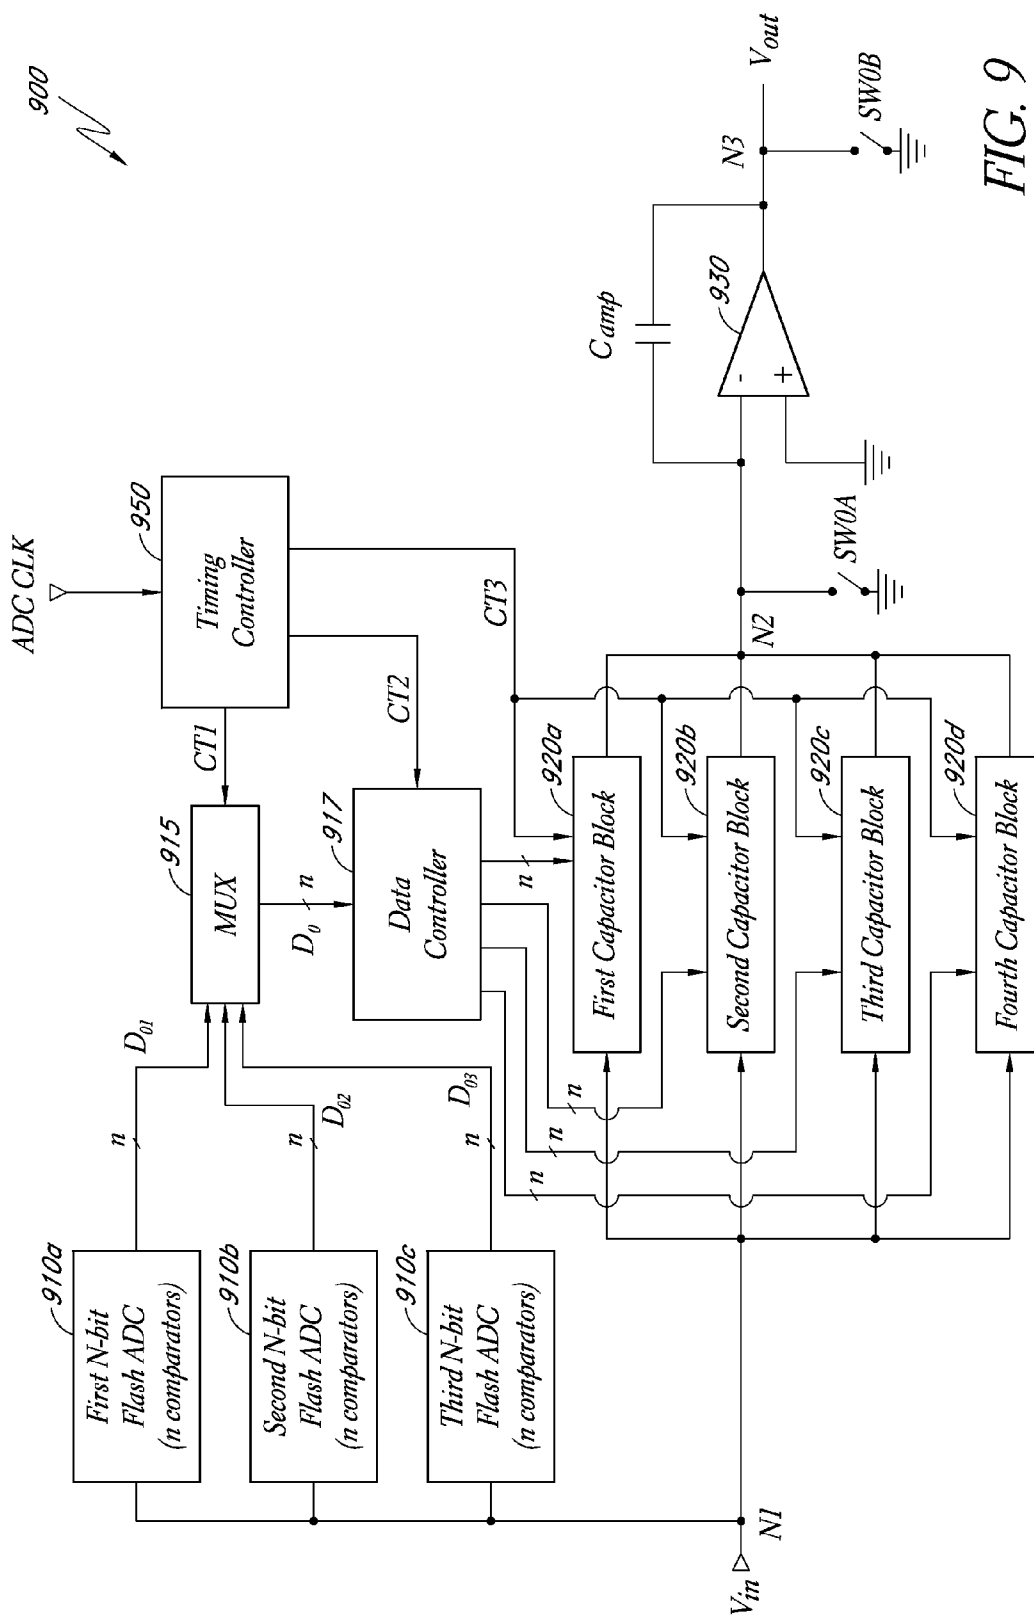 900
ADC CLK
950
Timing
Controller
CT1
CT2
CT3
915
MUX
D01
D02
D03
n
n
n
910a
First N-bit
Flash ADC
(n comparators)
910b
Second N-bit
Flash ADC
(n comparators)
910c
Third N-bit
Flash ADC
(n comparators)
D0
n
917
Data
Controller
n
n
n
n
920a
First Capacitor Block
920b
Second Capacitor Block
920c
Third Capacitor Block
920d
Fourth Capacitor Block
Vin
N1
N2
SW0A
Camp
930
-
+
N3
Vout
SW0B
FIG. 9